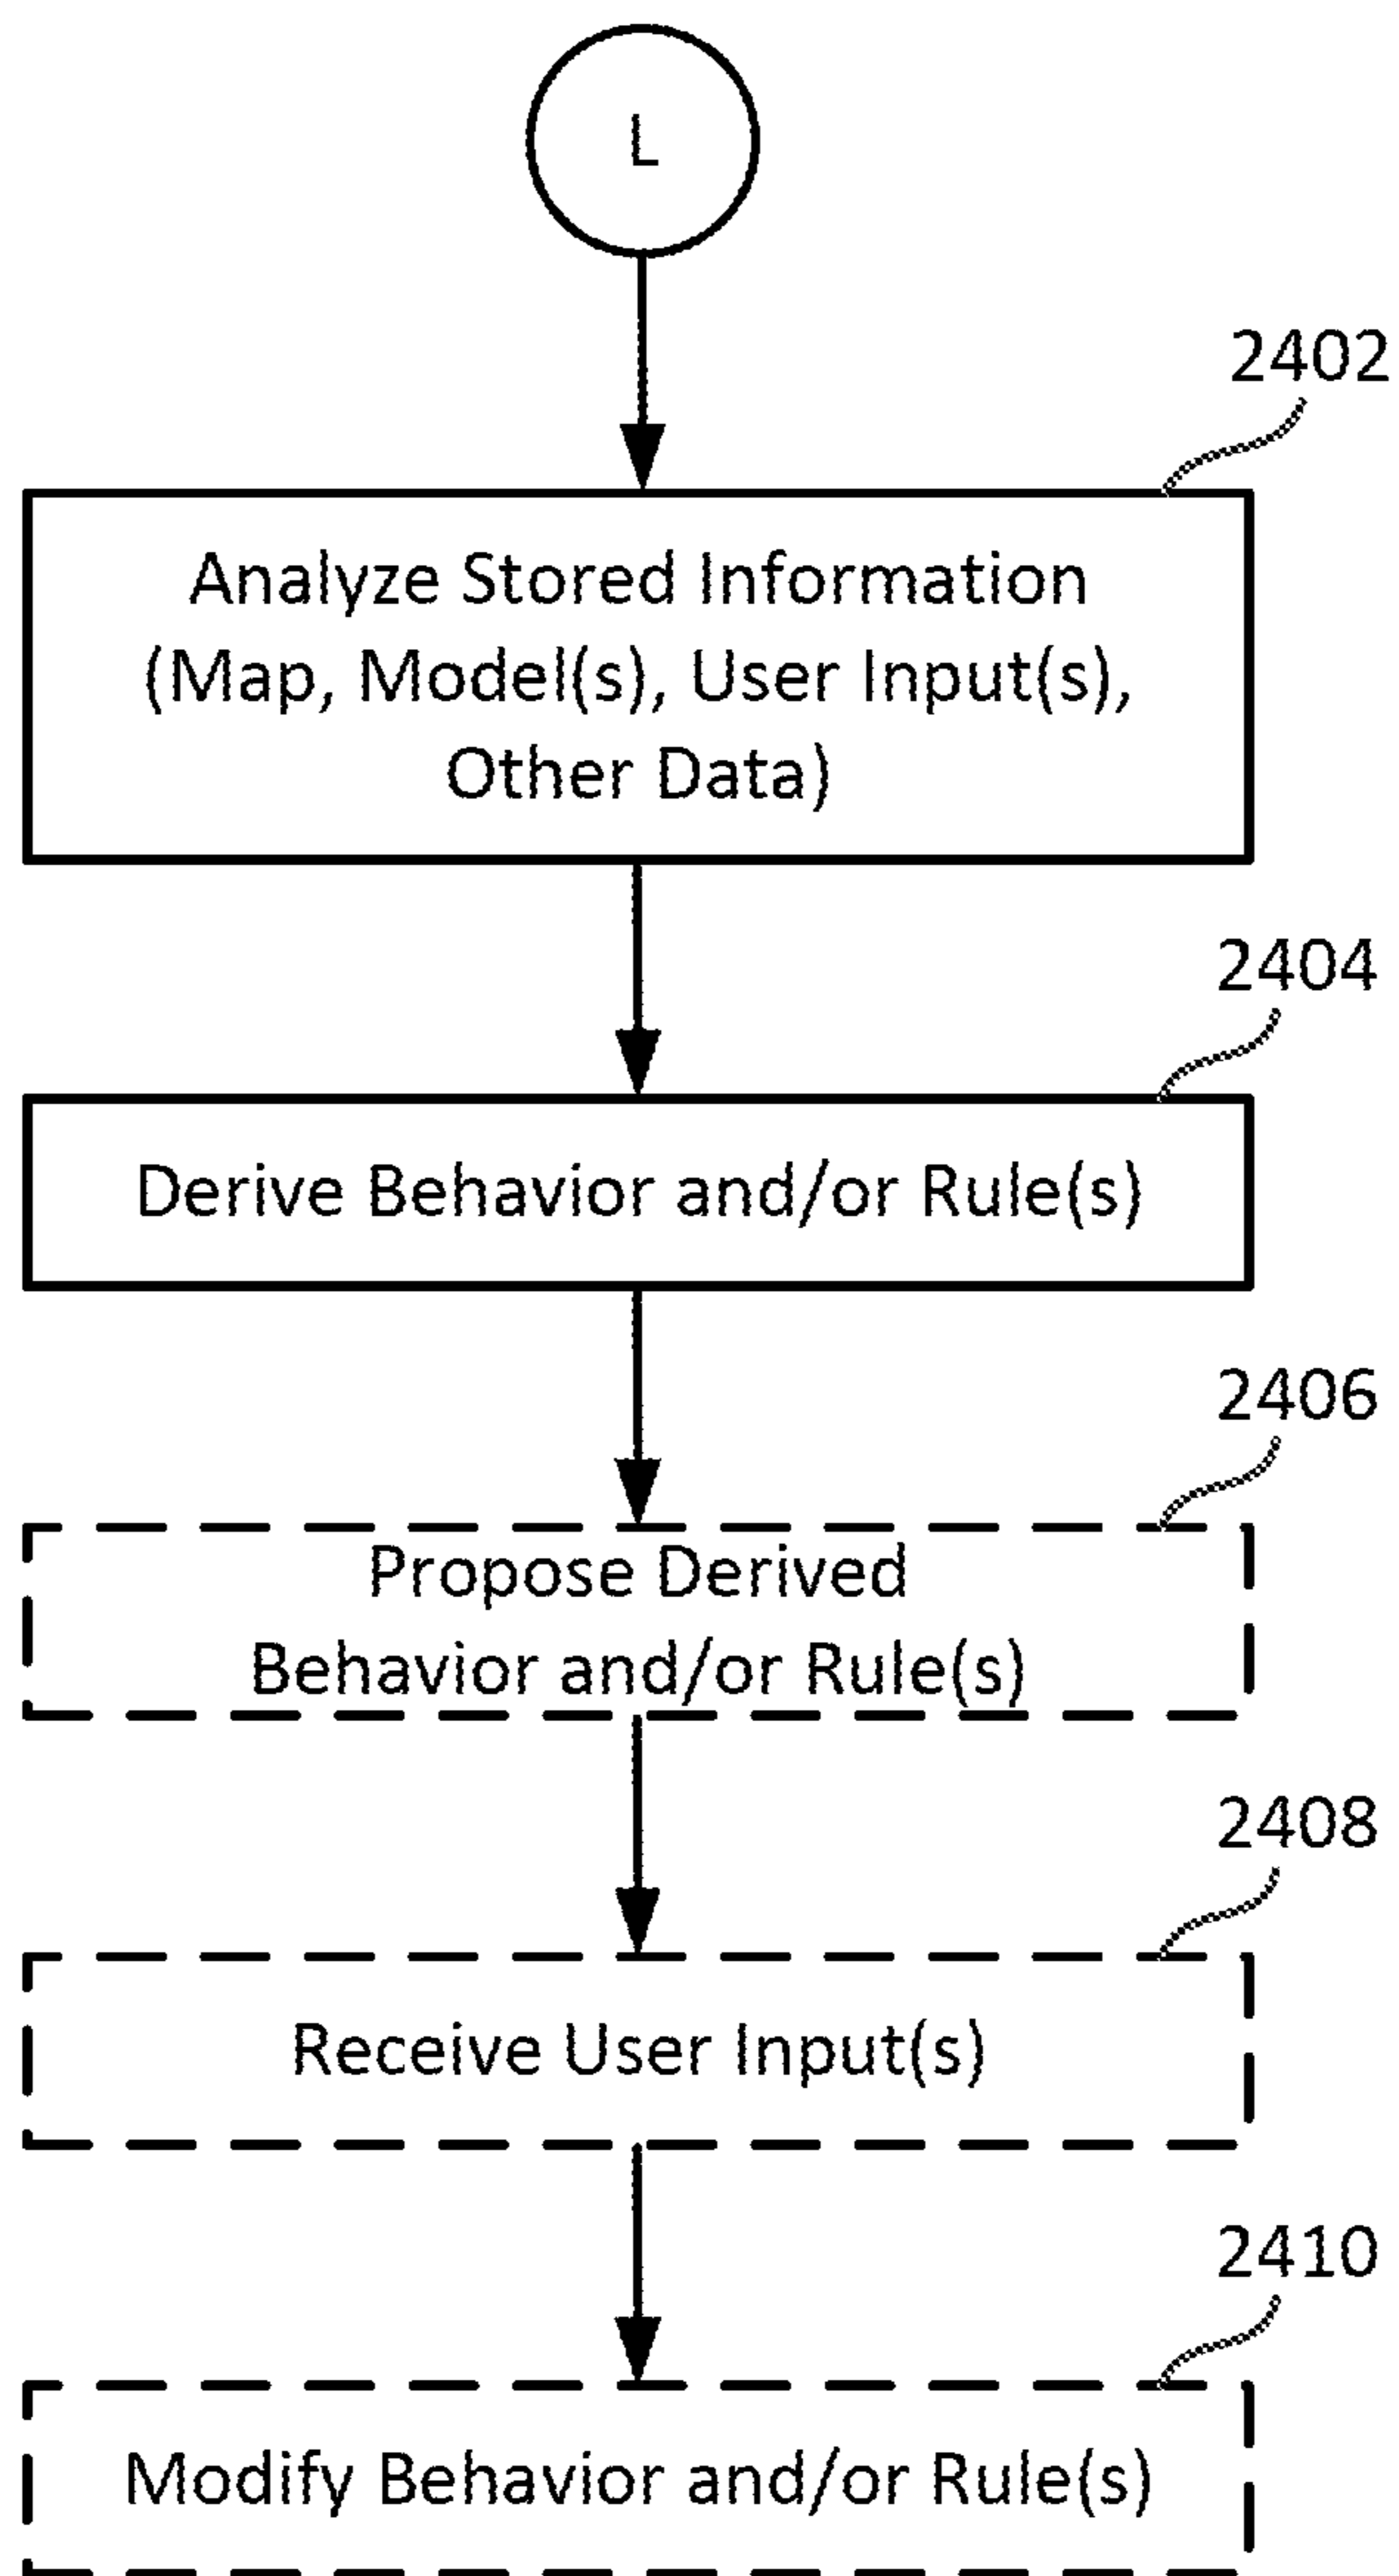 L
2402
Analyze Stored Information
(Map, Model(s), User Input(s),
Other Data)
2404
Derive Behavior and/or Rule(s)
2406
Propose Derived
Behavior and/or Rule(s)
2408
Receive User Input(s)
2410
Modify Behavior and/or Rule(s)